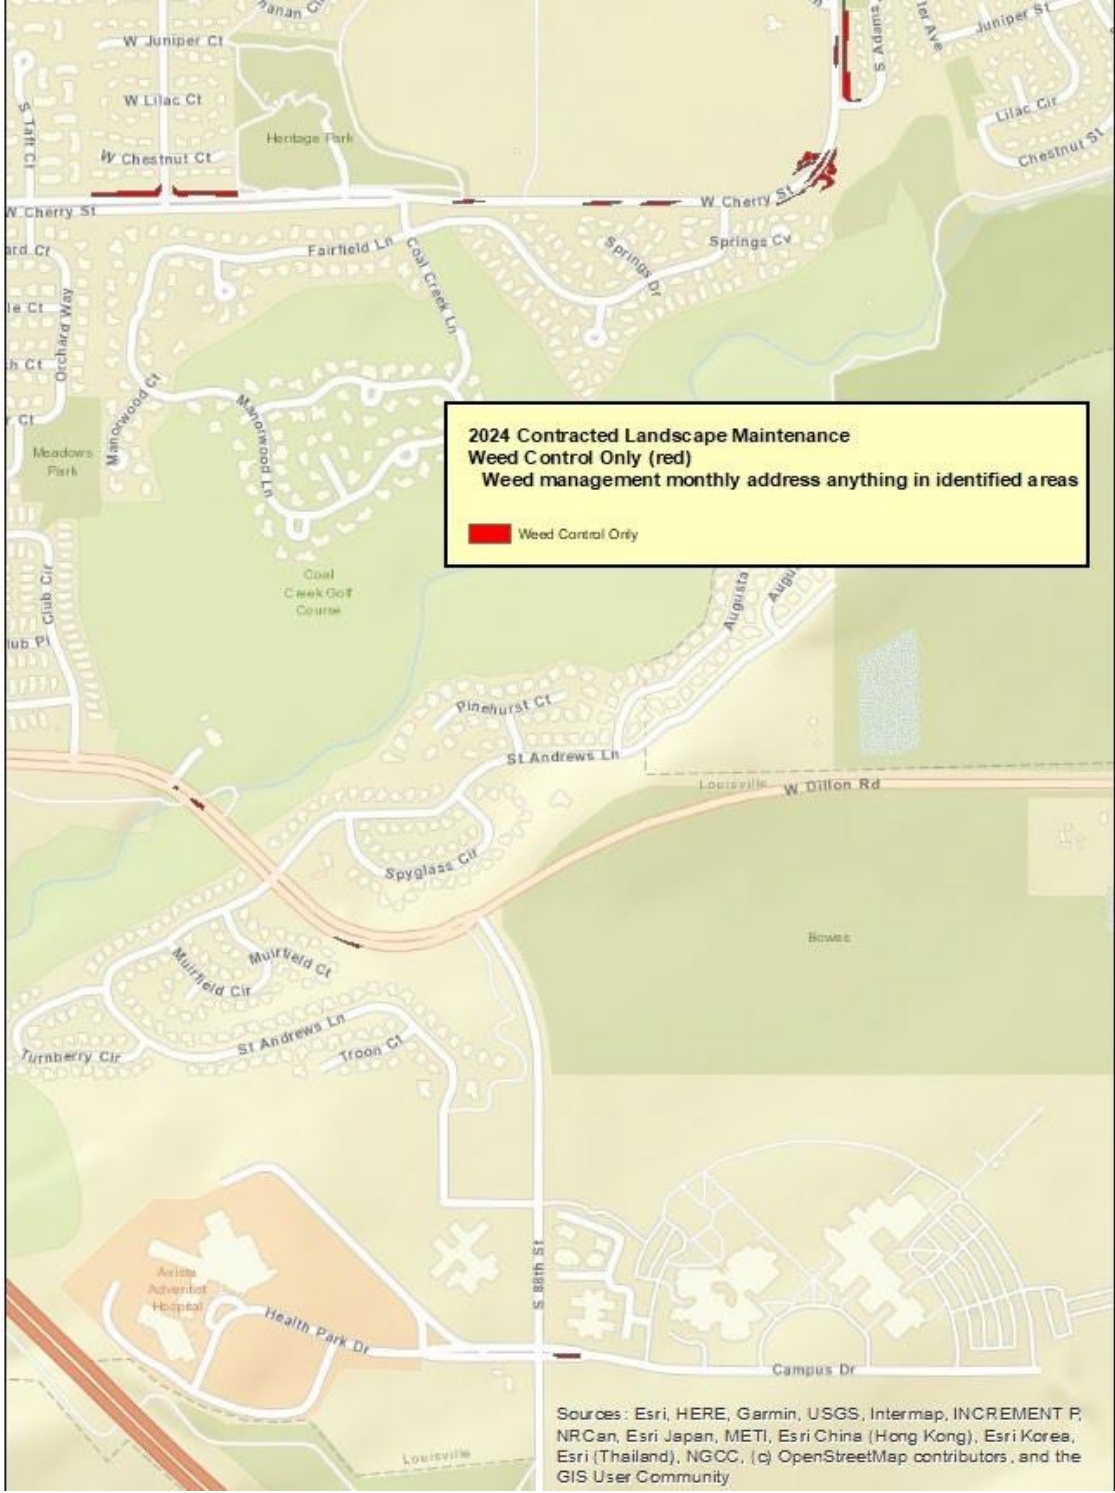 W Juniper Ct
Juniper St
S Adams
W Lilac Ct
Lilac Cir
S Taft Ct
Heritage Park
Chestnut St
W Chestnut Ct
W Cherry St
W Cherry St
Fairfield Ln
Springs Dr
Springs Cv
Coal Creek Ln
Orchard Way
Manorwood Ct
Manorwood Ln
Meadows
Park
2024 Contracted Landscape Maintenance
Weed Control Only (red)
Weed management monthly address anything in identified areas
Weed Control Only
Coal
Creek Golf
Course
Club Cir
Augusta
Pinehurst Ct
St Andrews Ln
Louisville
W Dillon Rd
Spyglass Cir
Bowes
Muirfield Ct
Muirfield Cir
St Andrews Ln
Troon Ct
Turnberry Cir
S 88th St
Avista
Adventist
Hospital
Health Park Dr
Campus Dr
Louisville
Sources: Esri, HERE, Garmin, USGS, Intermap, INCREMENT P,
NRCan, Esri Japan, METI, Esri China (Hong Kong), Esri Korea,
Esri (Thailand), NGCC, (c) OpenStreetMap contributors, and the
GIS User Community